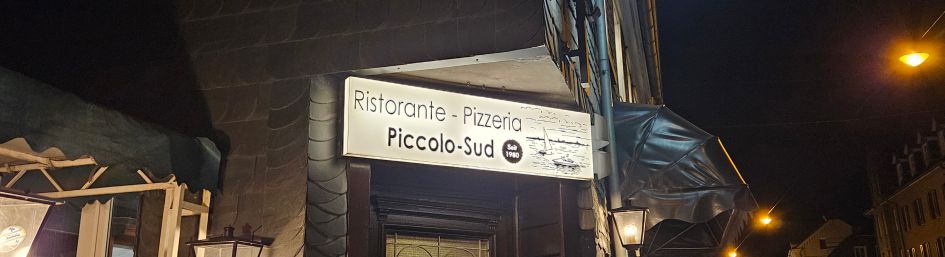 Ristorante - Pizzeria
Piccolo-Sud
Seit
1980